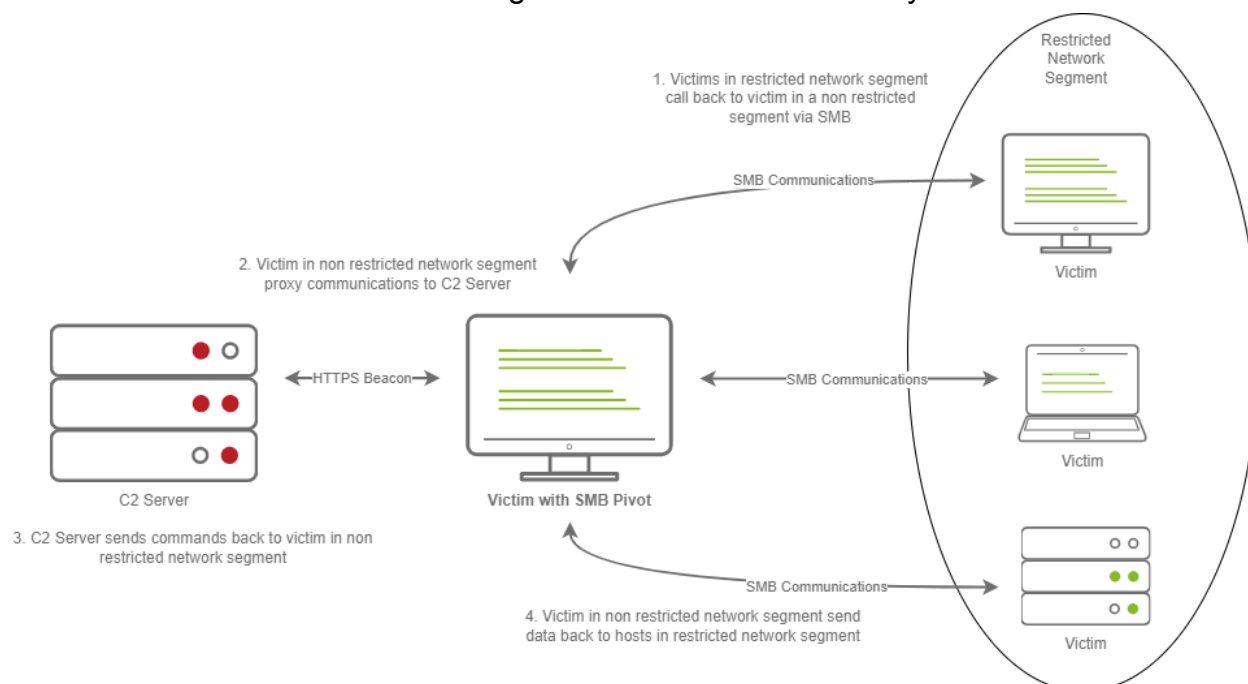 Restricted
Network
Segment
1. Victims in restricted network segment
call back to victim in a non restricted
segment via SMB
SMB Communications
Victim
2. Victim in non restricted network segment
proxy communications to C2 Server
HTTPS Beacon
SMB Communications
C2 Server
Victim with SMB Pivot
Victim
3. C2 Server sends commands back to victim in non
restricted network segment
SMB Communications
4. Victim in non restricted network segment send
data back to hosts in restricted network segment
Victim